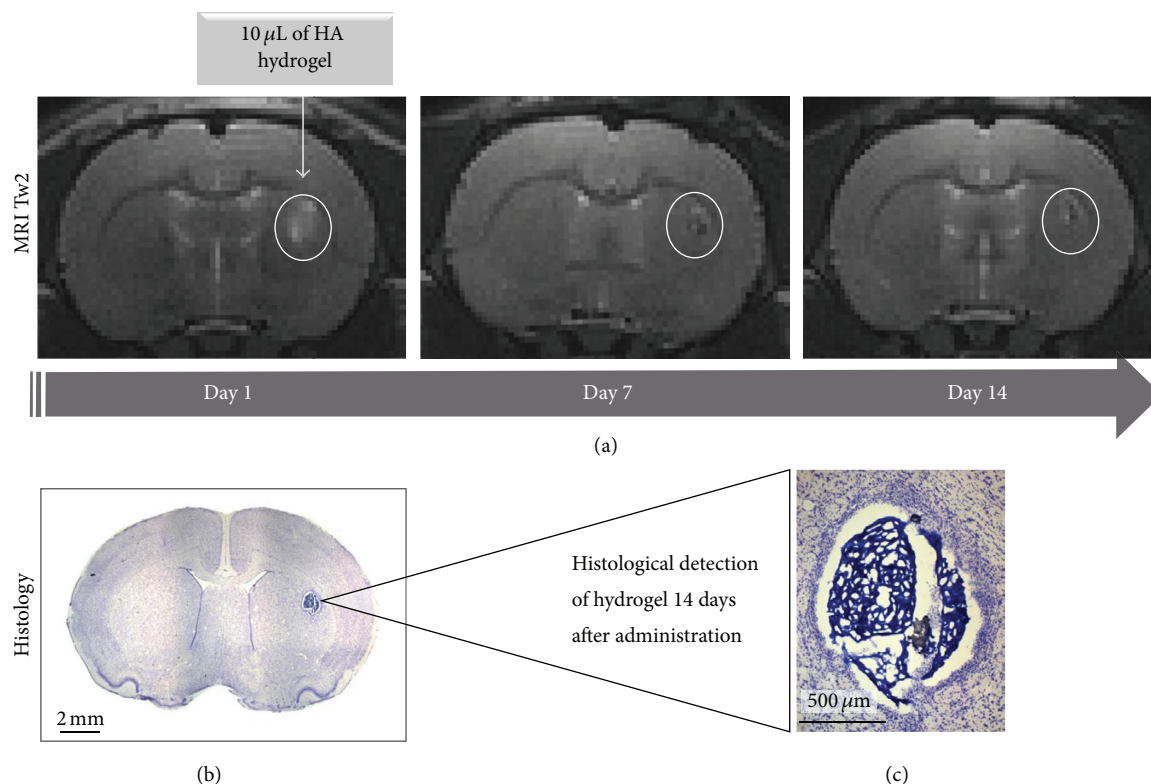 10 μL of HA
hydrogel
MRI Tw2
Day 1
Day 7
Day 14
(a)
Histology
2 mm
Histological detection
of hydrogel 14 days
after administration
500 μm
(b)
(c)